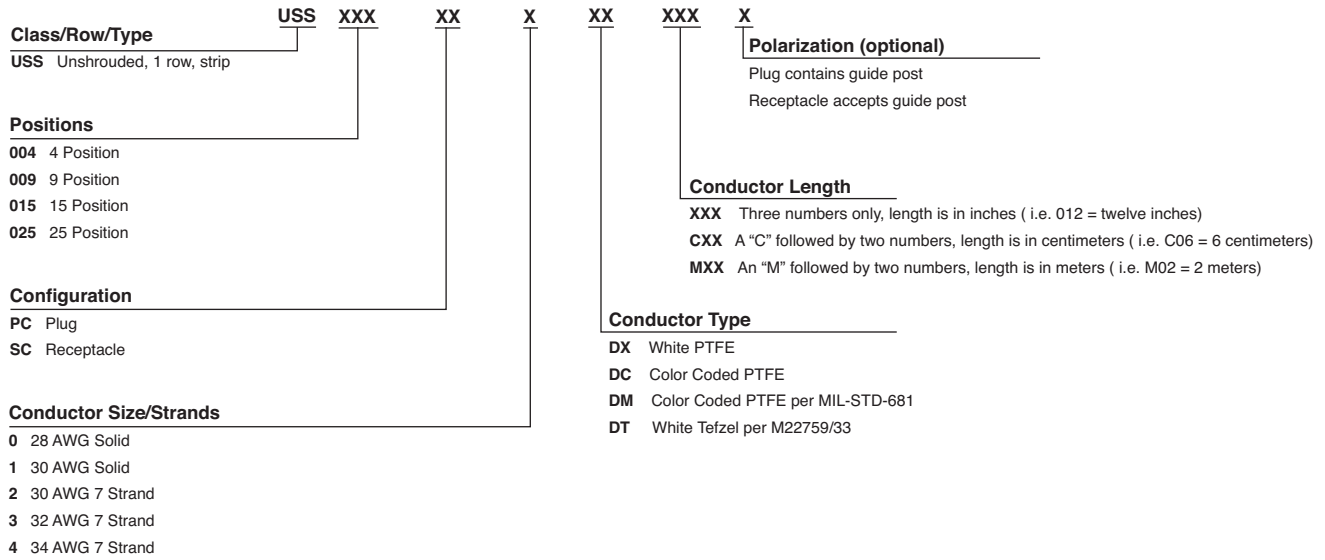 USS XXX XX X XX XXX X
Class/Row/Type
USS Unshrouded, 1 row, strip
Positions
004 4 Position
009 9 Position
015 15 Position
025 25 Position
Configuration
PC Plug
SC Receptacle
Conductor Size/Strands
0 28 AWG Solid
1 30 AWG Solid
2 30 AWG 7 Strand
3 32 AWG 7 Strand
4 34 AWG 7 Strand
Polarization (optional)
Plug contains guide post
Receptacle accepts guide post
Conductor Length
XXX Three numbers only, length is in inches ( i.e. 012 = twelve inches)
CXX A “C” followed by two numbers, length is in centimeters ( i.e. C06 = 6 centimeters)
MXX An “M” followed by two numbers, length is in meters ( i.e. M02 = 2 meters)
Conductor Type
DX White PTFE
DC Color Coded PTFE
DM Color Coded PTFE per MIL-STD-681
DT White Tefzel per M22759/33